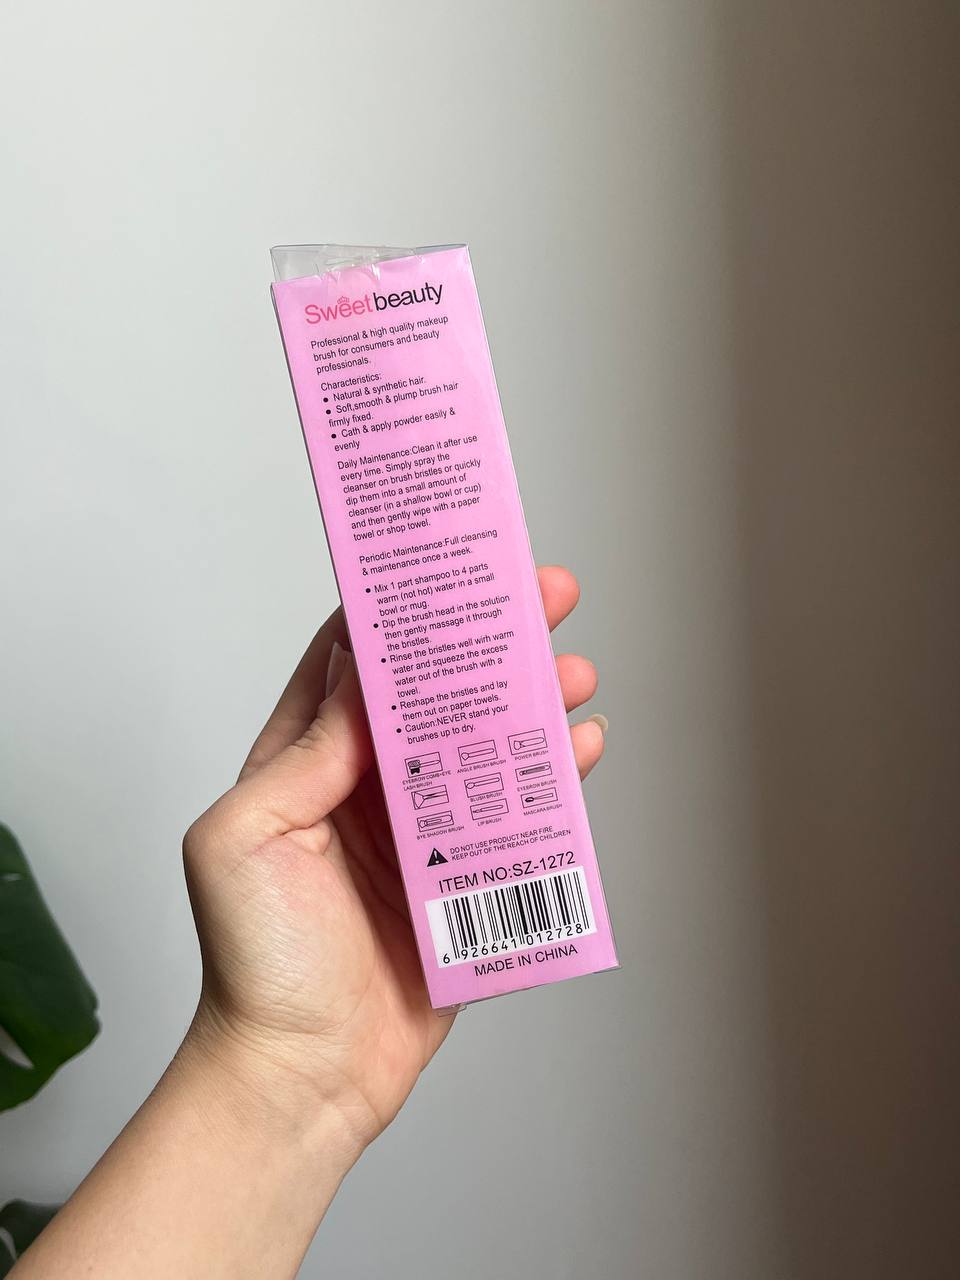 Sweetbeauty
Professional & high quality makeup
brush for consumers and beauty
professionals.
Characteristics:
● Natural & synthetic hair.
● Soft,smooth & plump brush hair
firmly fixed.
● Cath & apply powder easily &
evenly
Daily Maintenance:Clean it after use
every time. Simply spray the
cleanser on brush bristles or quickly
dip them into a small amount of
cleanser (in a shallow bowl or cup)
and then gently wipe with a paper
towel or shop towel.
Periodic Maintenance:Full cleansing
& maintenance once a week.
● Mix 1 part shampoo to 4 parts
warm (not hot) water in a small
bowl or mug.
● Dip the brush head in the solution
then gently massage it through
the bristles.
● Rinse the bristles well wirh warm
water and squeeze the excess
water out of the brush with a
towel.
● Reshape the bristles and lay
them out on paper towels.
● Caution:NEVER stand your
brushes up to dry.
EYEBROW COMB+EYE
LASH BRUSH
ANGLE BRUSH BRUSH
POWER BRUSH
BLUSH BRUSH
EYEBROW BRUSH
BYE SHADOW BRUSH
LIP BRUSH
MASCARA BRUSH
DO NOT USE PRODUCT NEAR FIRE
KEEP OUT OF THE REACH OF CHILDREN
ITEM NO:SZ-1272
6 926641 012728
MADE IN CHINA